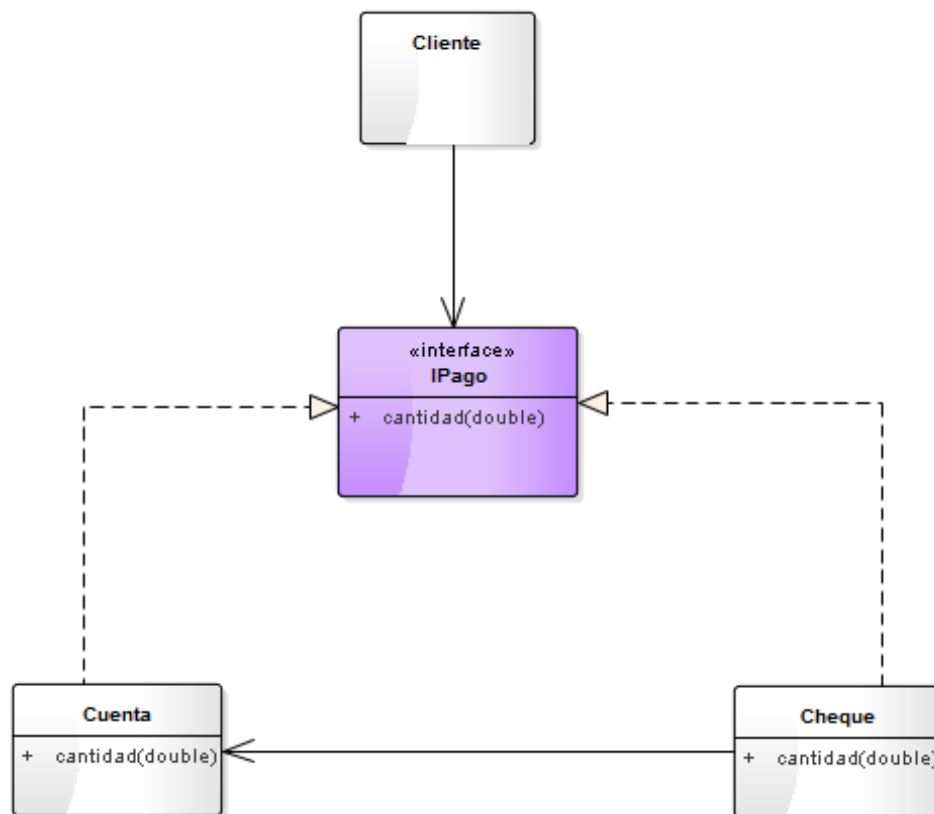 Cliente
«interface»
IPago
+ cantidad(double)
Cuenta
+ cantidad(double)
Cheque
+ cantidad(double)